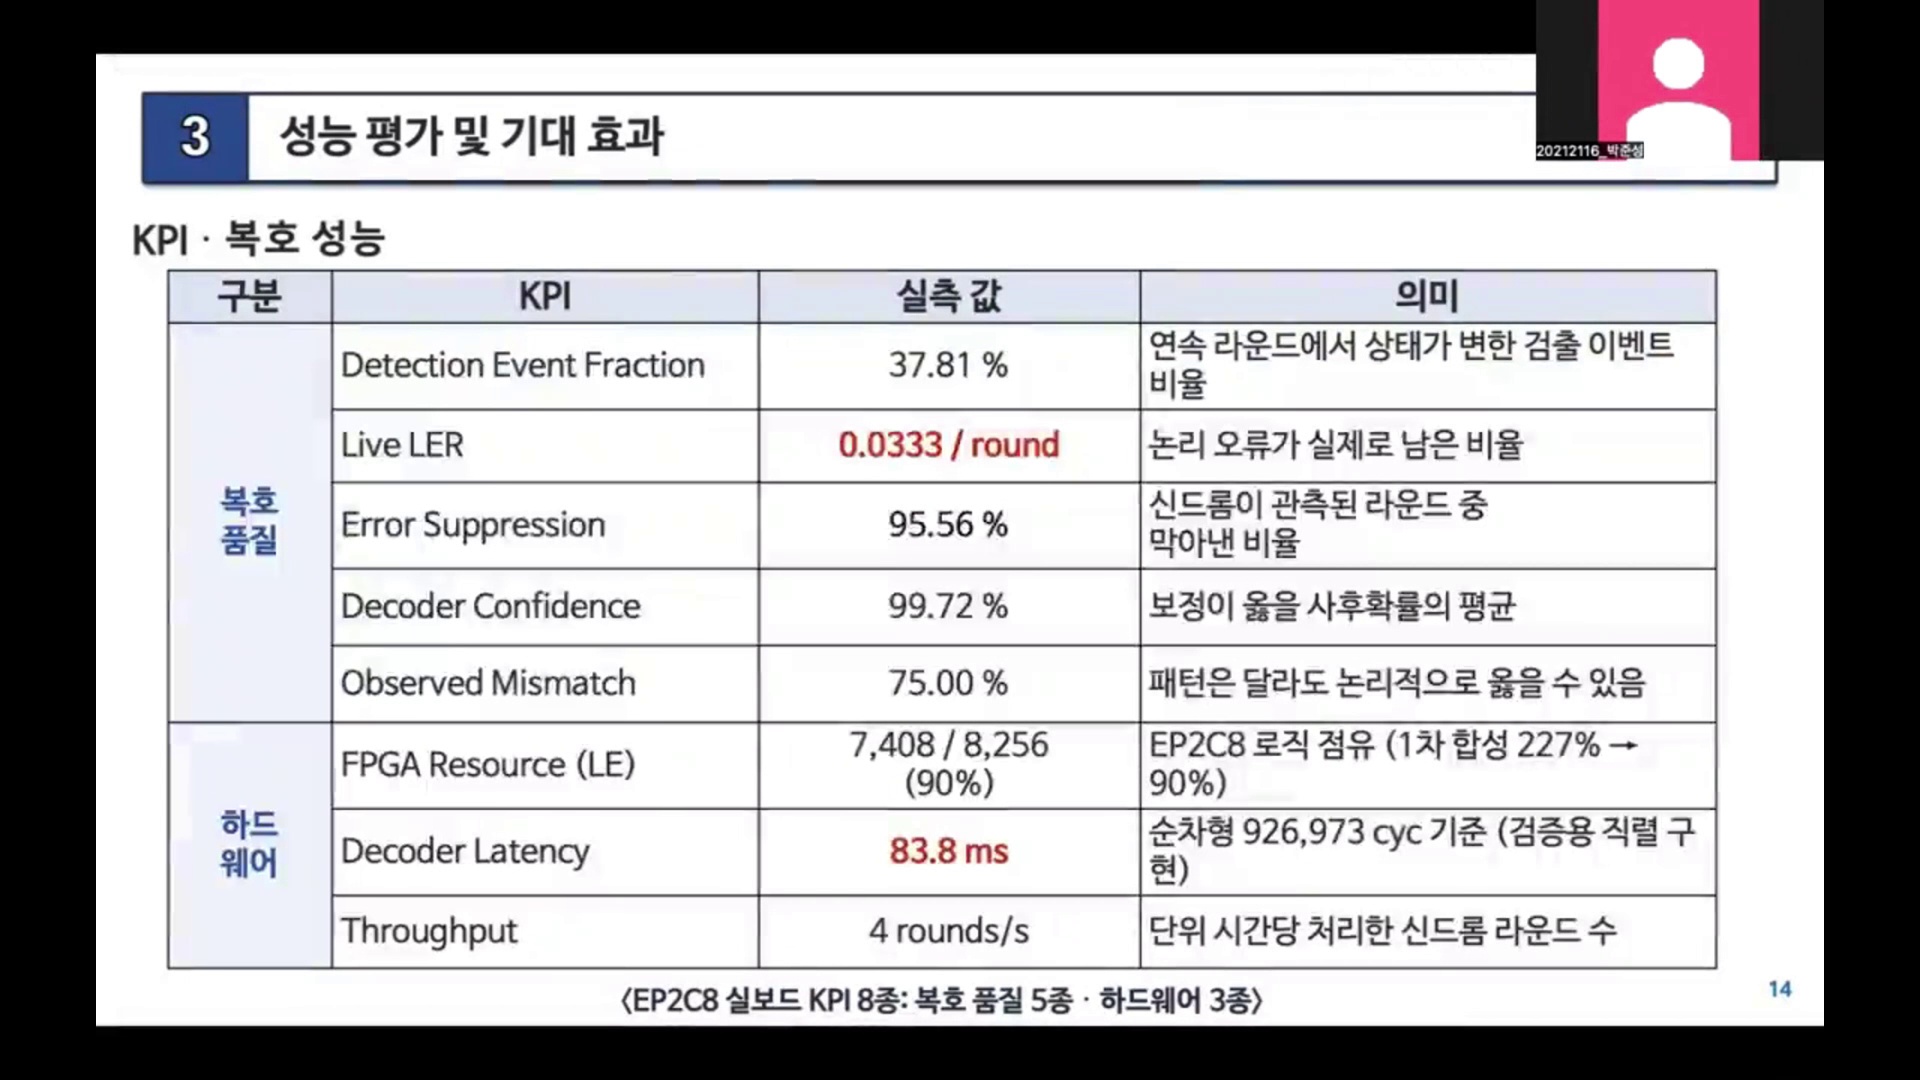 20212116_박준성
3 성능 평가 및 기대 효과
KPI · 복호 성능
구분 KPI 실측 값 의미
복호
품질
Detection Event Fraction 37.81 % 연속 라운드에서 상태가 변한 검출 이벤트
비율
Live LER 0.0333 / round 논리 오류가 실제로 남은 비율
Error Suppression 95.56 % 신드롬이 관측된 라운드 중
막아낸 비율
Decoder Confidence 99.72 % 보정이 옳을 사후확률의 평균
Observed Mismatch 75.00 % 패턴은 달라도 논리적으로 옳을 수 있음
하드
웨어
FPGA Resource (LE) 7,408 / 8,256
(90%)
EP2C8 로직 점유 (1차 합성 227% →
90%)
Decoder Latency 83.8 ms 순차형 926,973 cyc 기준 (검증용 직렬 구
현)
Throughput 4 rounds/s 단위 시간당 처리한 신드롬 라운드 수
〈EP2C8 실보드 KPI 8종: 복호 품질 5종 · 하드웨어 3종〉
14